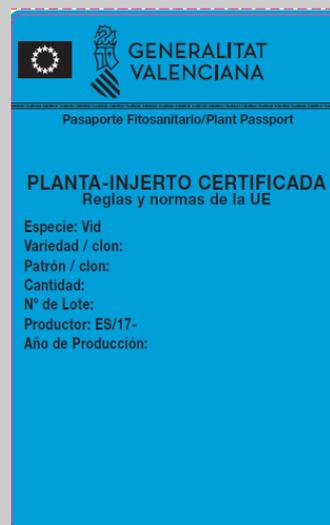 GENERALITAT
VALENCIANA
Pasaporte Fitosanitario/Plant Passport
PLANTA-INJERTO CERTIFICADA
Reglas y normas de la UE
Especie: Vid
Variedad / clon:
Patrón / clon:
Cantidad:
Nº de Lote:
Productor: ES/17-
Año de Producción: